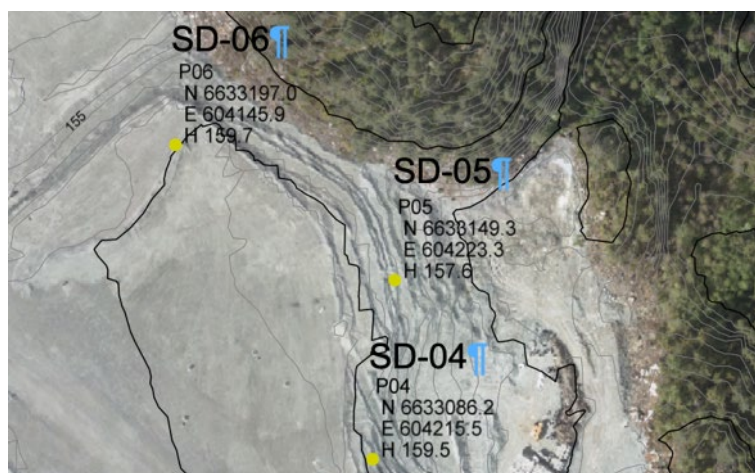 SD-06¶
P06
N 6633197.0
E 604145.9
H 159.7
155
SD-05¶
P05
N 6633149.3
E 604223.3
H 157.6
SD-04¶
P04
N 6633086.2
E 604215.5
H 159.5